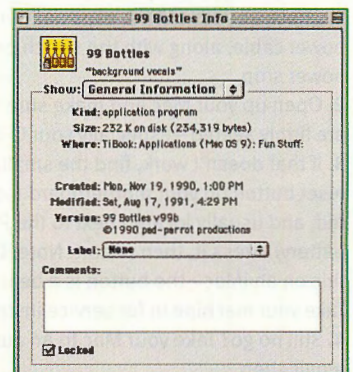 99 Bottles Info
99 Bottles
"background vocals"
Show: General Information
Kind: application program
Size: 232 K on disk (234,319 bytes)
Where: TiBook: Applications (Mac OS 9): Fun Stuff:
Created: Mon, Nov 19, 1990, 1:00 PM
Modified: Sat, Aug 17, 1991, 4:29 PM
Version: 99 Bottles v99b
©1990 ped-parrot productions
Label: None
Comments:
Locked